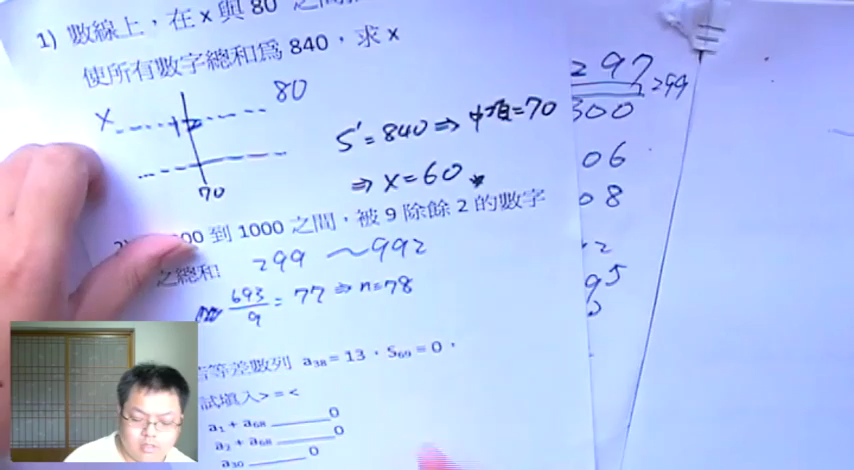 1) 數線上，在 x 與 80 之間
使所有數字總和為 840，求 x
x 80
70
S'=840⇒中項=70
⇒ x=60
00 到 1000 之間，被 9 除餘 2 的數字
之總和 299 ～992
693/9 = 77 ⇒ n=78
等差數列 a38=13，S69=0，
試填入> = <
a1 + a68 ______ 0
a2 + a68 ______ 0
a30 ______ 0
297
299
300
06
08
95